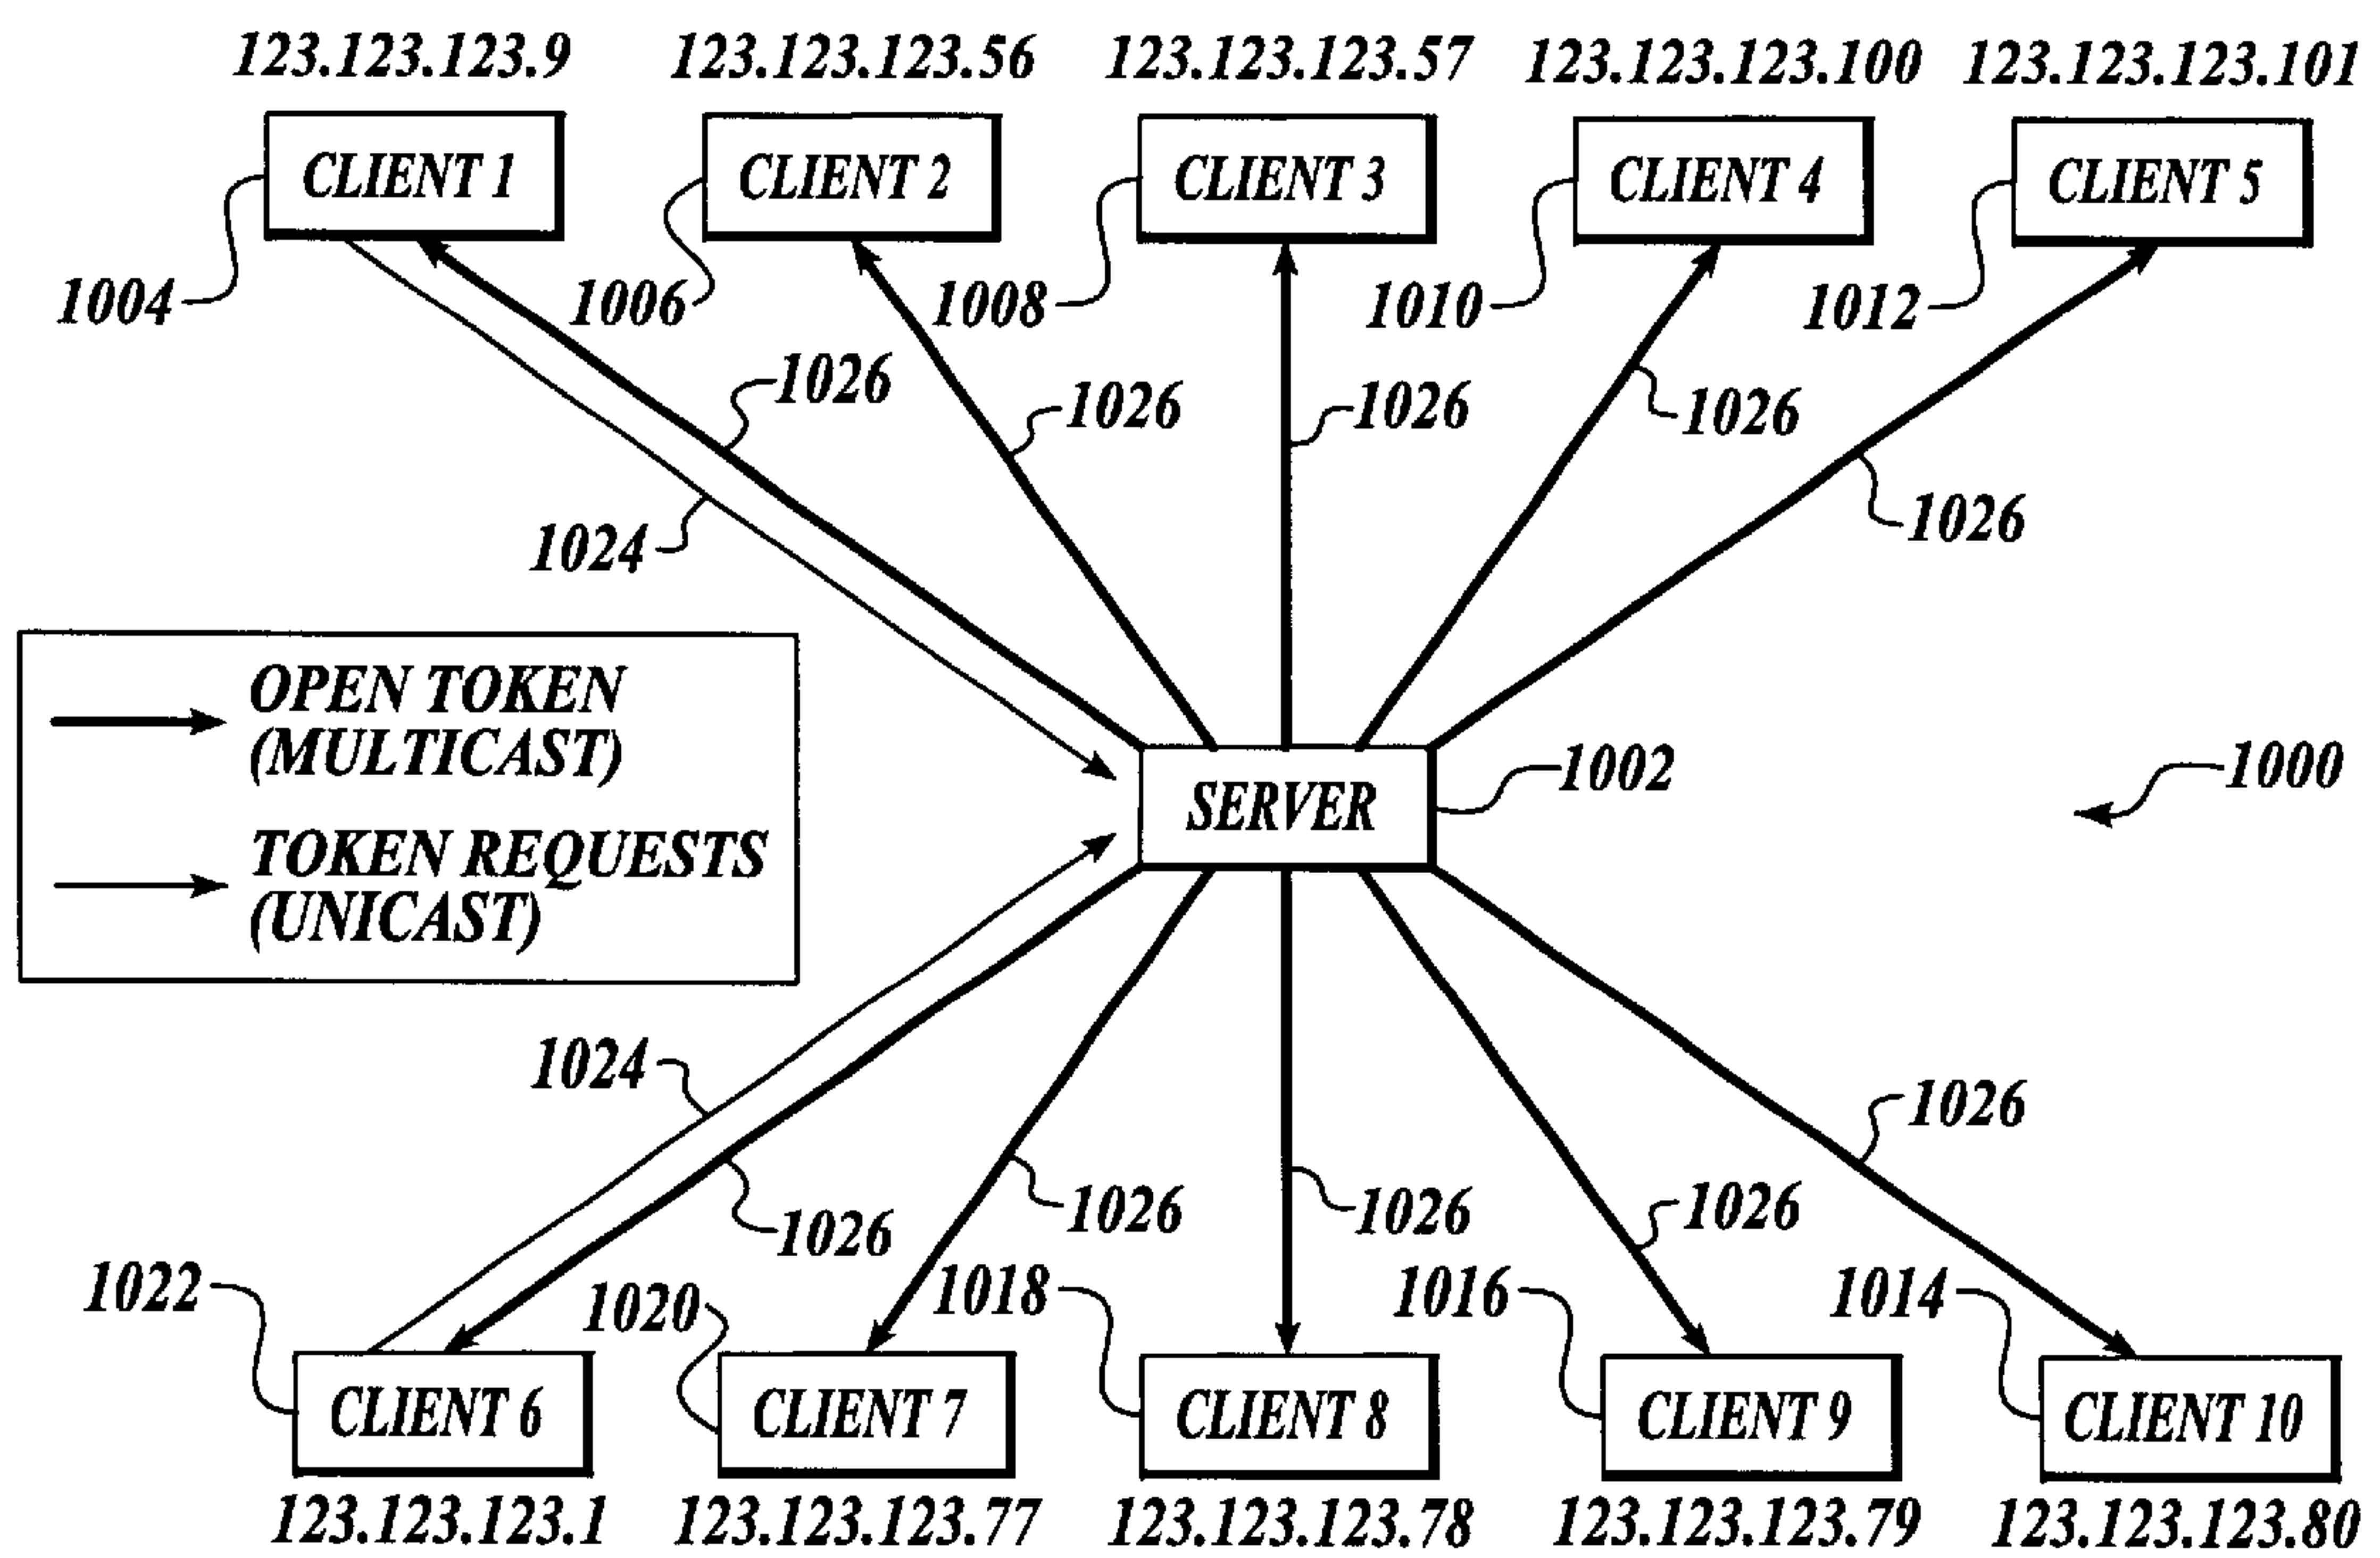 123.123.123.9 123.123.123.56 123.123.123.57 123.123.123.100 123.123.123.101
CLIENT 1 CLIENT 2 CLIENT 3 CLIENT 4 CLIENT 5
1004 1006 1008 1010 1012
1026 1026 1026 1026
1024 1026
OPEN TOKEN
(MULTICAST)
TOKEN REQUESTS
(UNICAST)
SERVER 1002 1000
1024 1026
1026 1026 1026 1026
1022 1020 1018 1016 1014
CLIENT 6 CLIENT 7 CLIENT 8 CLIENT 9 CLIENT 10
123.123.123.1 123.123.123.77 123.123.123.78 123.123.123.79 123.123.123.80